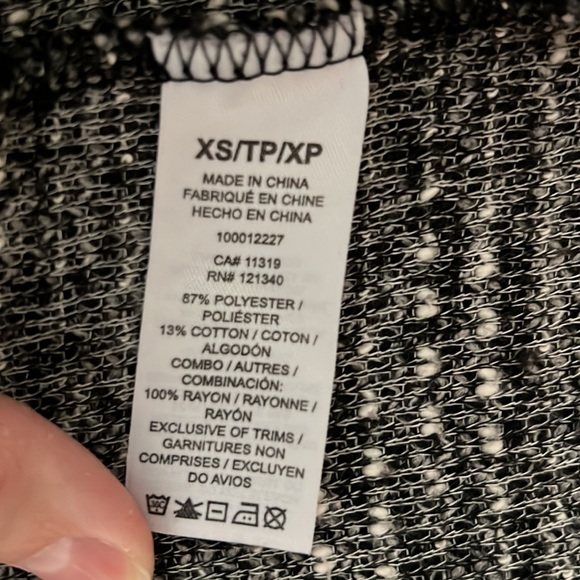 XS/TP/XP
MADE IN CHINA
FABRIQUÉ EN CHINE
HECHO EN CHINA
100012227
CA# 11319
RN# 121340
87% POLYESTER /
POLIÉSTER
13% COTTON / COTON /
ALGODÓN
COMBO / AUTRES /
COMBINACIÓN:
100% RAYON / RAYONNE /
RAYÓN
EXCLUSIVE OF TRIMS /
GARNITURES NON
COMPRISES / EXCLUYEN
DO AVIOS